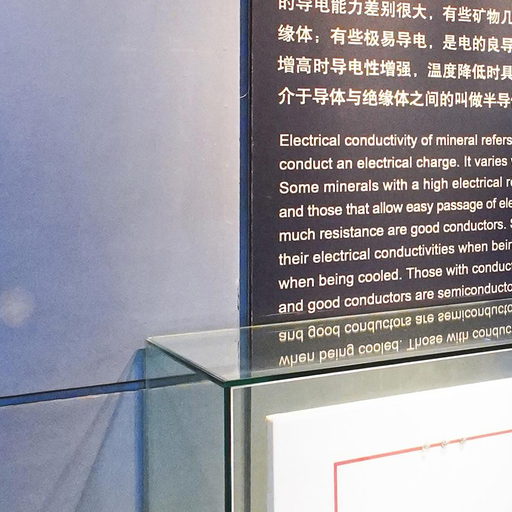 的导电能力差别很大，有些矿物几
缘体；有些极易导电，是电的良导
增高时导电性增强，温度降低时具
介于导体与绝缘体之间的叫做半导
Electrical conductivity of mineral refers
conduct an electrical charge. It varies
Some minerals with a high electrical
and those that allow easy passage of
much resistance are good conductors.
their electrical conductivities when
when being cooled. Those with
and good conductors are